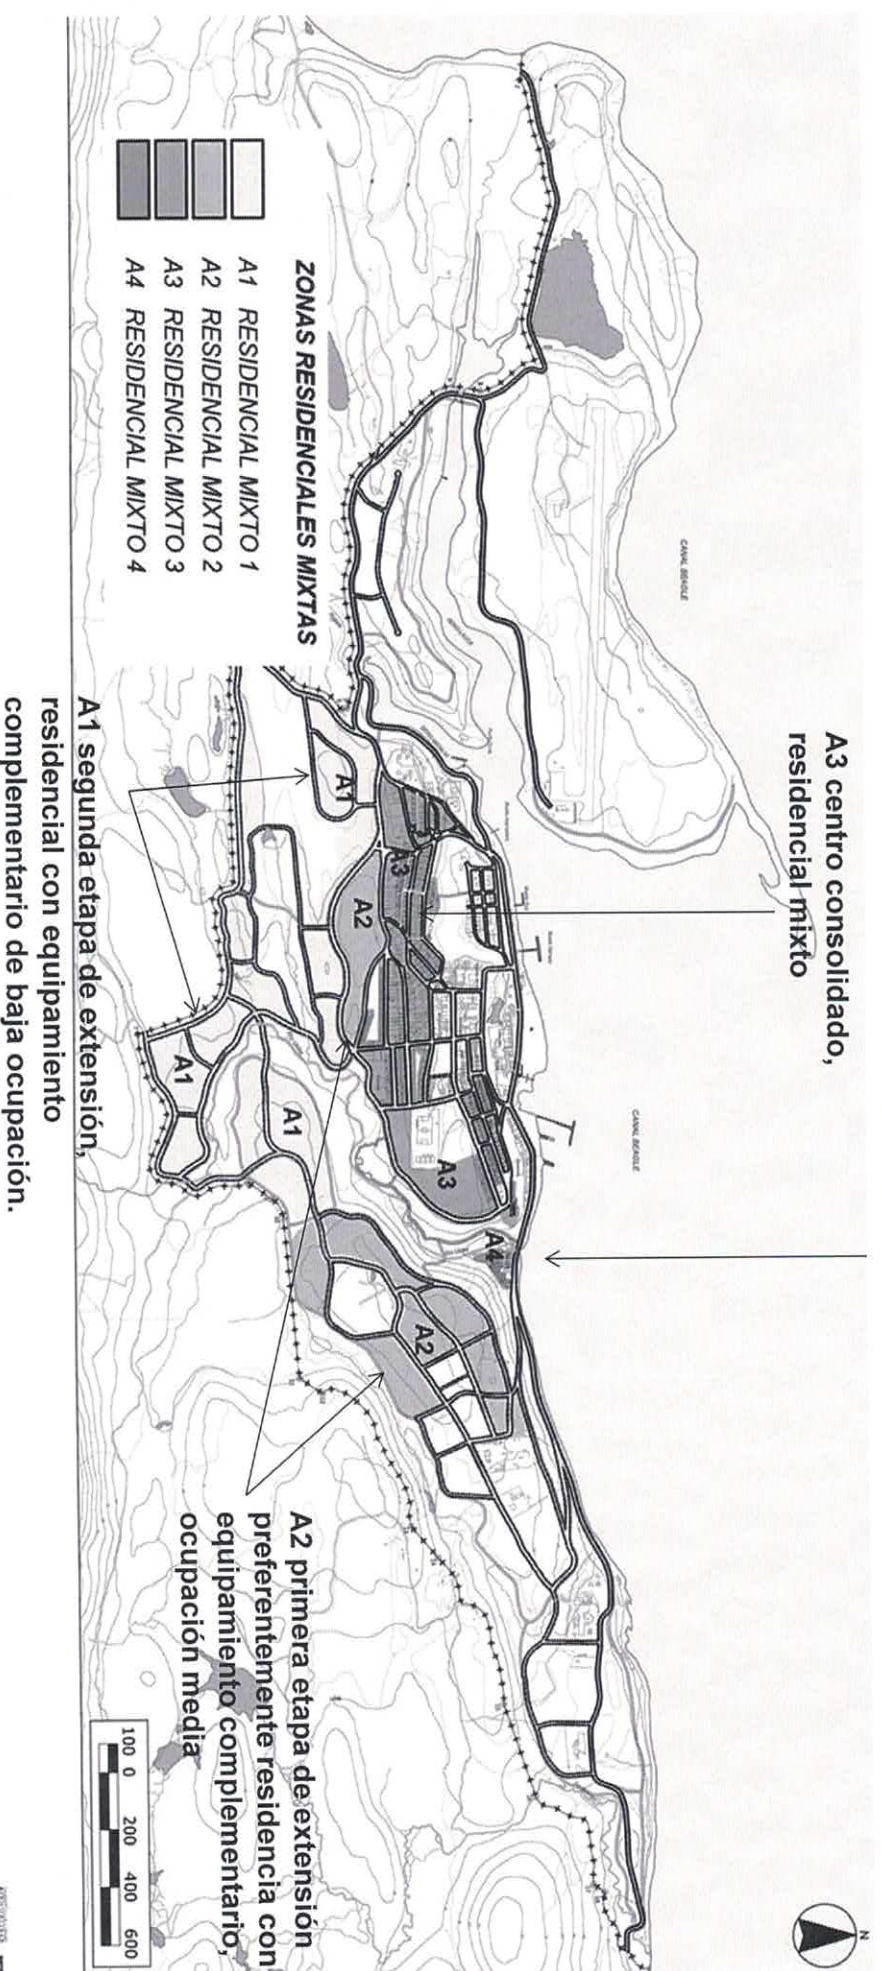 A3 centro consolidado,
residencial mixto
N
CANAL BEAGLE
CANAL BEAGLE
A1
A3
A2
A3
A4
A1
A1
A2
ZONAS RESIDENCIALES MIXTAS
A1 RESIDENCIAL MIXTO 1
A2 RESIDENCIAL MIXTO 2
A3 RESIDENCIAL MIXTO 3
A4 RESIDENCIAL MIXTO 4
A1 segunda etapa de extensión,
residencial con equipamiento
complementario de baja ocupación.
A2 primera etapa de extensión
preferentemente residencia con
equipamiento complementario,
ocupación media
100 0 200 400 600